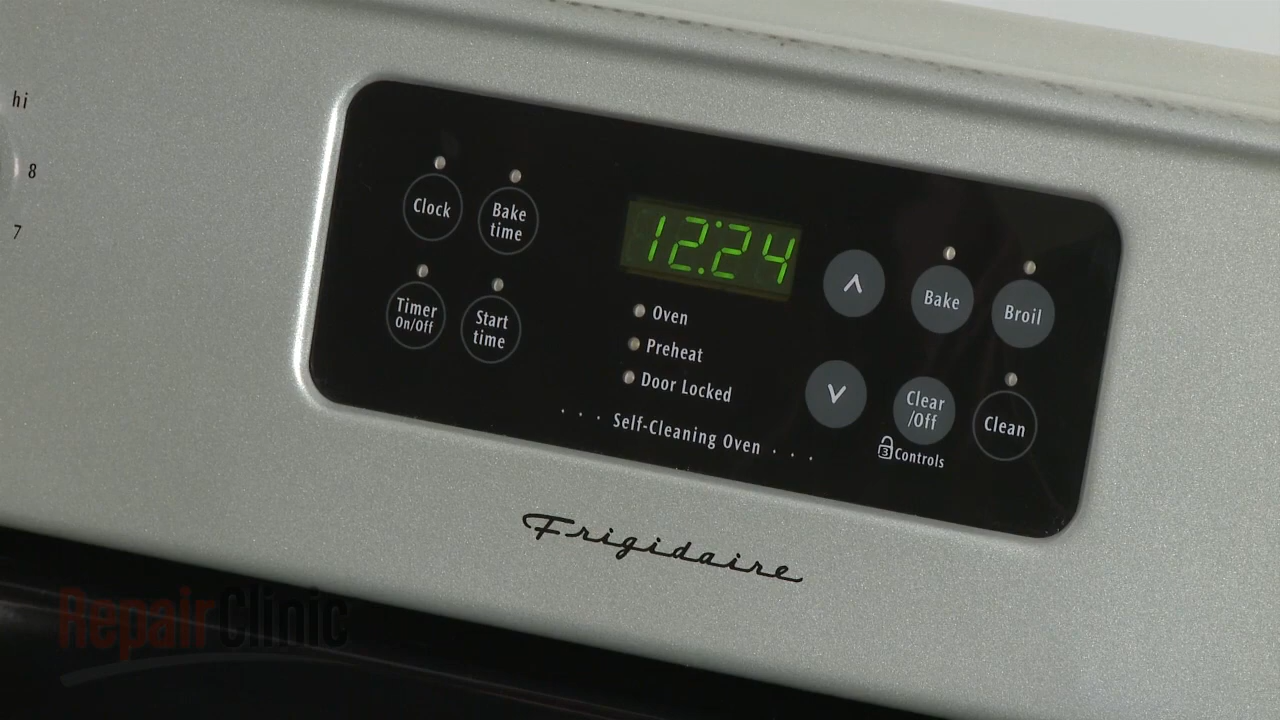 hi
8
7
Clock
Bake
time
Timer
On/Off
Start
time
12:24
Oven
Preheat
Door Locked
. . . Self-Cleaning Oven . . .
Bake
Broil
Clear
/Off
Clean
3
Controls
Frigidaire
RepairClinic